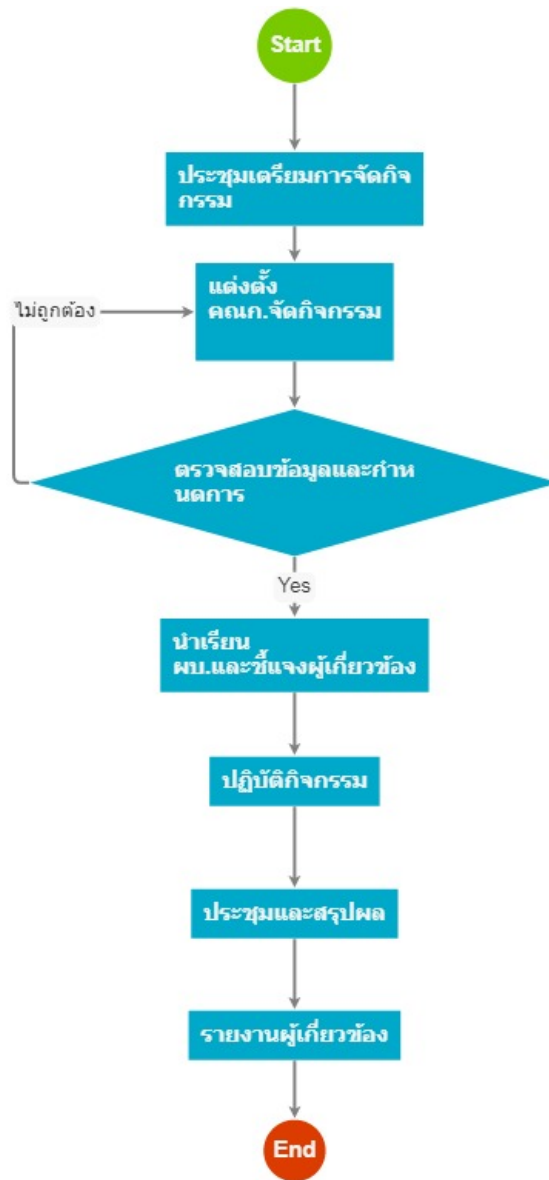 Start
ประชุมเตรียมการจัดกิจ
กรรม
แต่งตั้ง
คณก.จัดกิจกรรม
ไม่ถูกต้อง
ตรวจสอบข้อมูลและกำห
นดการ
Yes
นำเรียน
ผบ.และชี้แจงผู้เกี่ยวข้อง
ปฏิบัติกิจกรรม
ประชุมและสรุปผล
รายงานผู้เกี่ยวข้อง
End